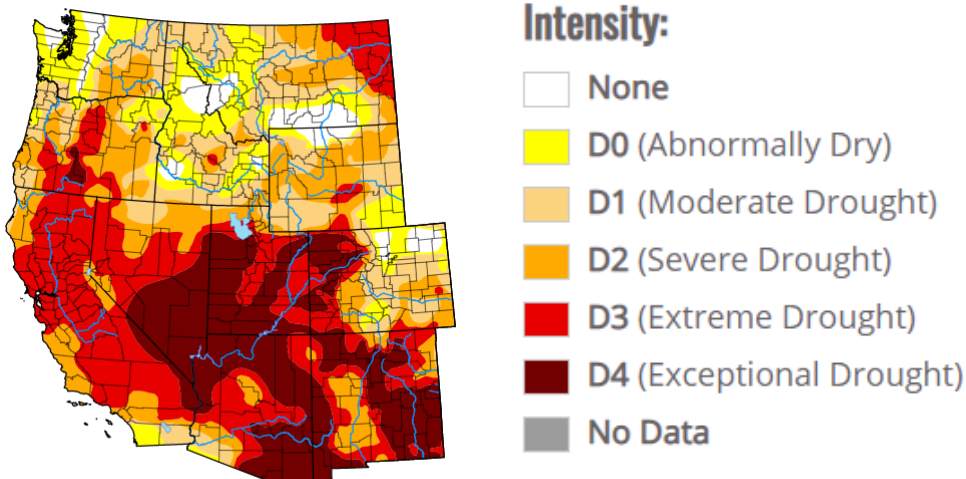 Intensity:
None
D0 (Abnormally Dry)
D1 (Moderate Drought)
D2 (Severe Drought)
D3 (Extreme Drought)
D4 (Exceptional Drought)
No Data